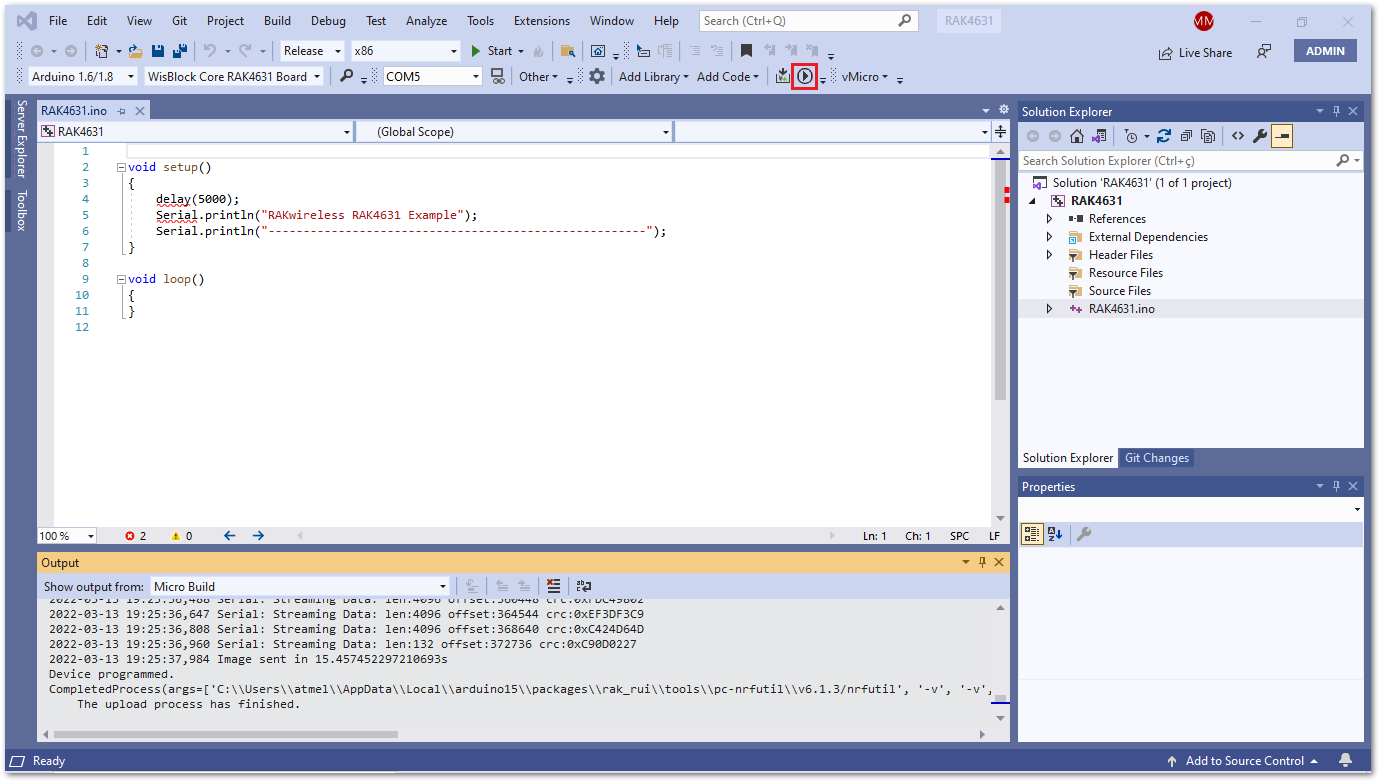 File Edit View Git Project Build Debug Test Analyze Tools Extensions Window Help Search (Ctrl+Q) RAK4631 MM
Release x86 Start Live Share ADMIN
Arduino 1.6/1.8 WisBlock Core RAK4631 Board COM5 Other Add Library Add Code vMicro
Server Explorer
Toolbox
RAK4631.ino
RAK4631 (Global Scope)
1
2 void setup()
3 {
4 delay(5000);
5 Serial.println("RAKwireless RAK4631 Example");
6 Serial.println("------------------------------------------------------");
7 }
8
9 void loop()
10 {
11 }
12
100 % 2 0 Ln: 1 Ch: 1 SPC LF
Output
Show output from: Micro Build
2022-03-13 19:25:36,488 Serial: Streaming Data: len:4096 offset:360448 crc:0xFDC49802
2022-03-13 19:25:36,647 Serial: Streaming Data: len:4096 offset:364544 crc:0xEF3DF3C9
2022-03-13 19:25:36,808 Serial: Streaming Data: len:4096 offset:368640 crc:0xC424D64D
2022-03-13 19:25:36,960 Serial: Streaming Data: len:132 offset:372736 crc:0xC90D0227
2022-03-13 19:25:37,984 Image sent in 15.457452297210693s
Device programmed.
CompletedProcess(args=['C:\\Users\\atmel\\AppData\\Local\\arduino15\\packages\\rak_rui\\tools\\pc-nrfutil\\v6.1.3/nrfutil', '-v', '-v',
The upload process has finished.
Solution Explorer
Search Solution Explorer (Ctrl+ç)
Solution 'RAK4631' (1 of 1 project)
RAK4631
References
External Dependencies
Header Files
Resource Files
Source Files
RAK4631.ino
Solution Explorer Git Changes
Properties
Ready Add to Source Control